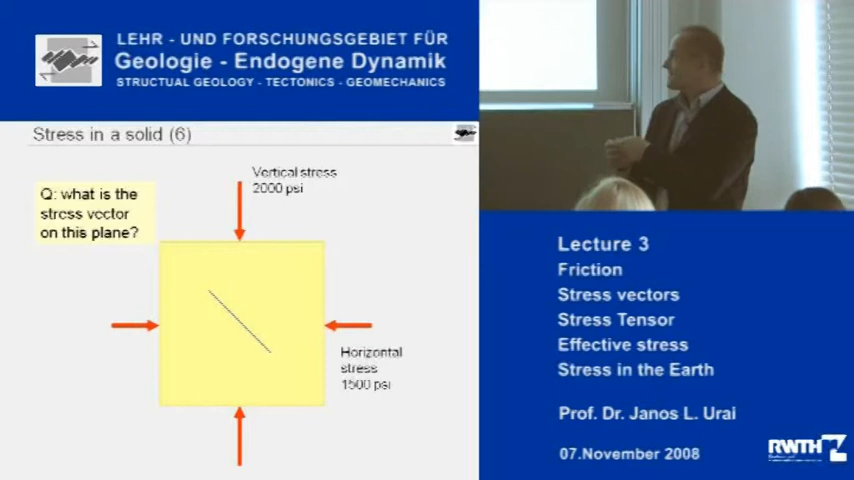 LEHR - UND FORSCHUNGSGEBIET FÜR
Geologie - Endogene Dynamik
STRUCTURAL GEOLOGY - TECTONICS - GEOMECHANICS
Stress in a solid (6)
Vertical stress
2000 psi
Q: what is the
stress vector
on this plane?
Horizontal
stress
1500 psi
Lecture 3
Friction
Stress vectors
Stress Tensor
Effective stress
Stress in the Earth
Prof. Dr. Janos L. Urai
07.November 2008
RWTH